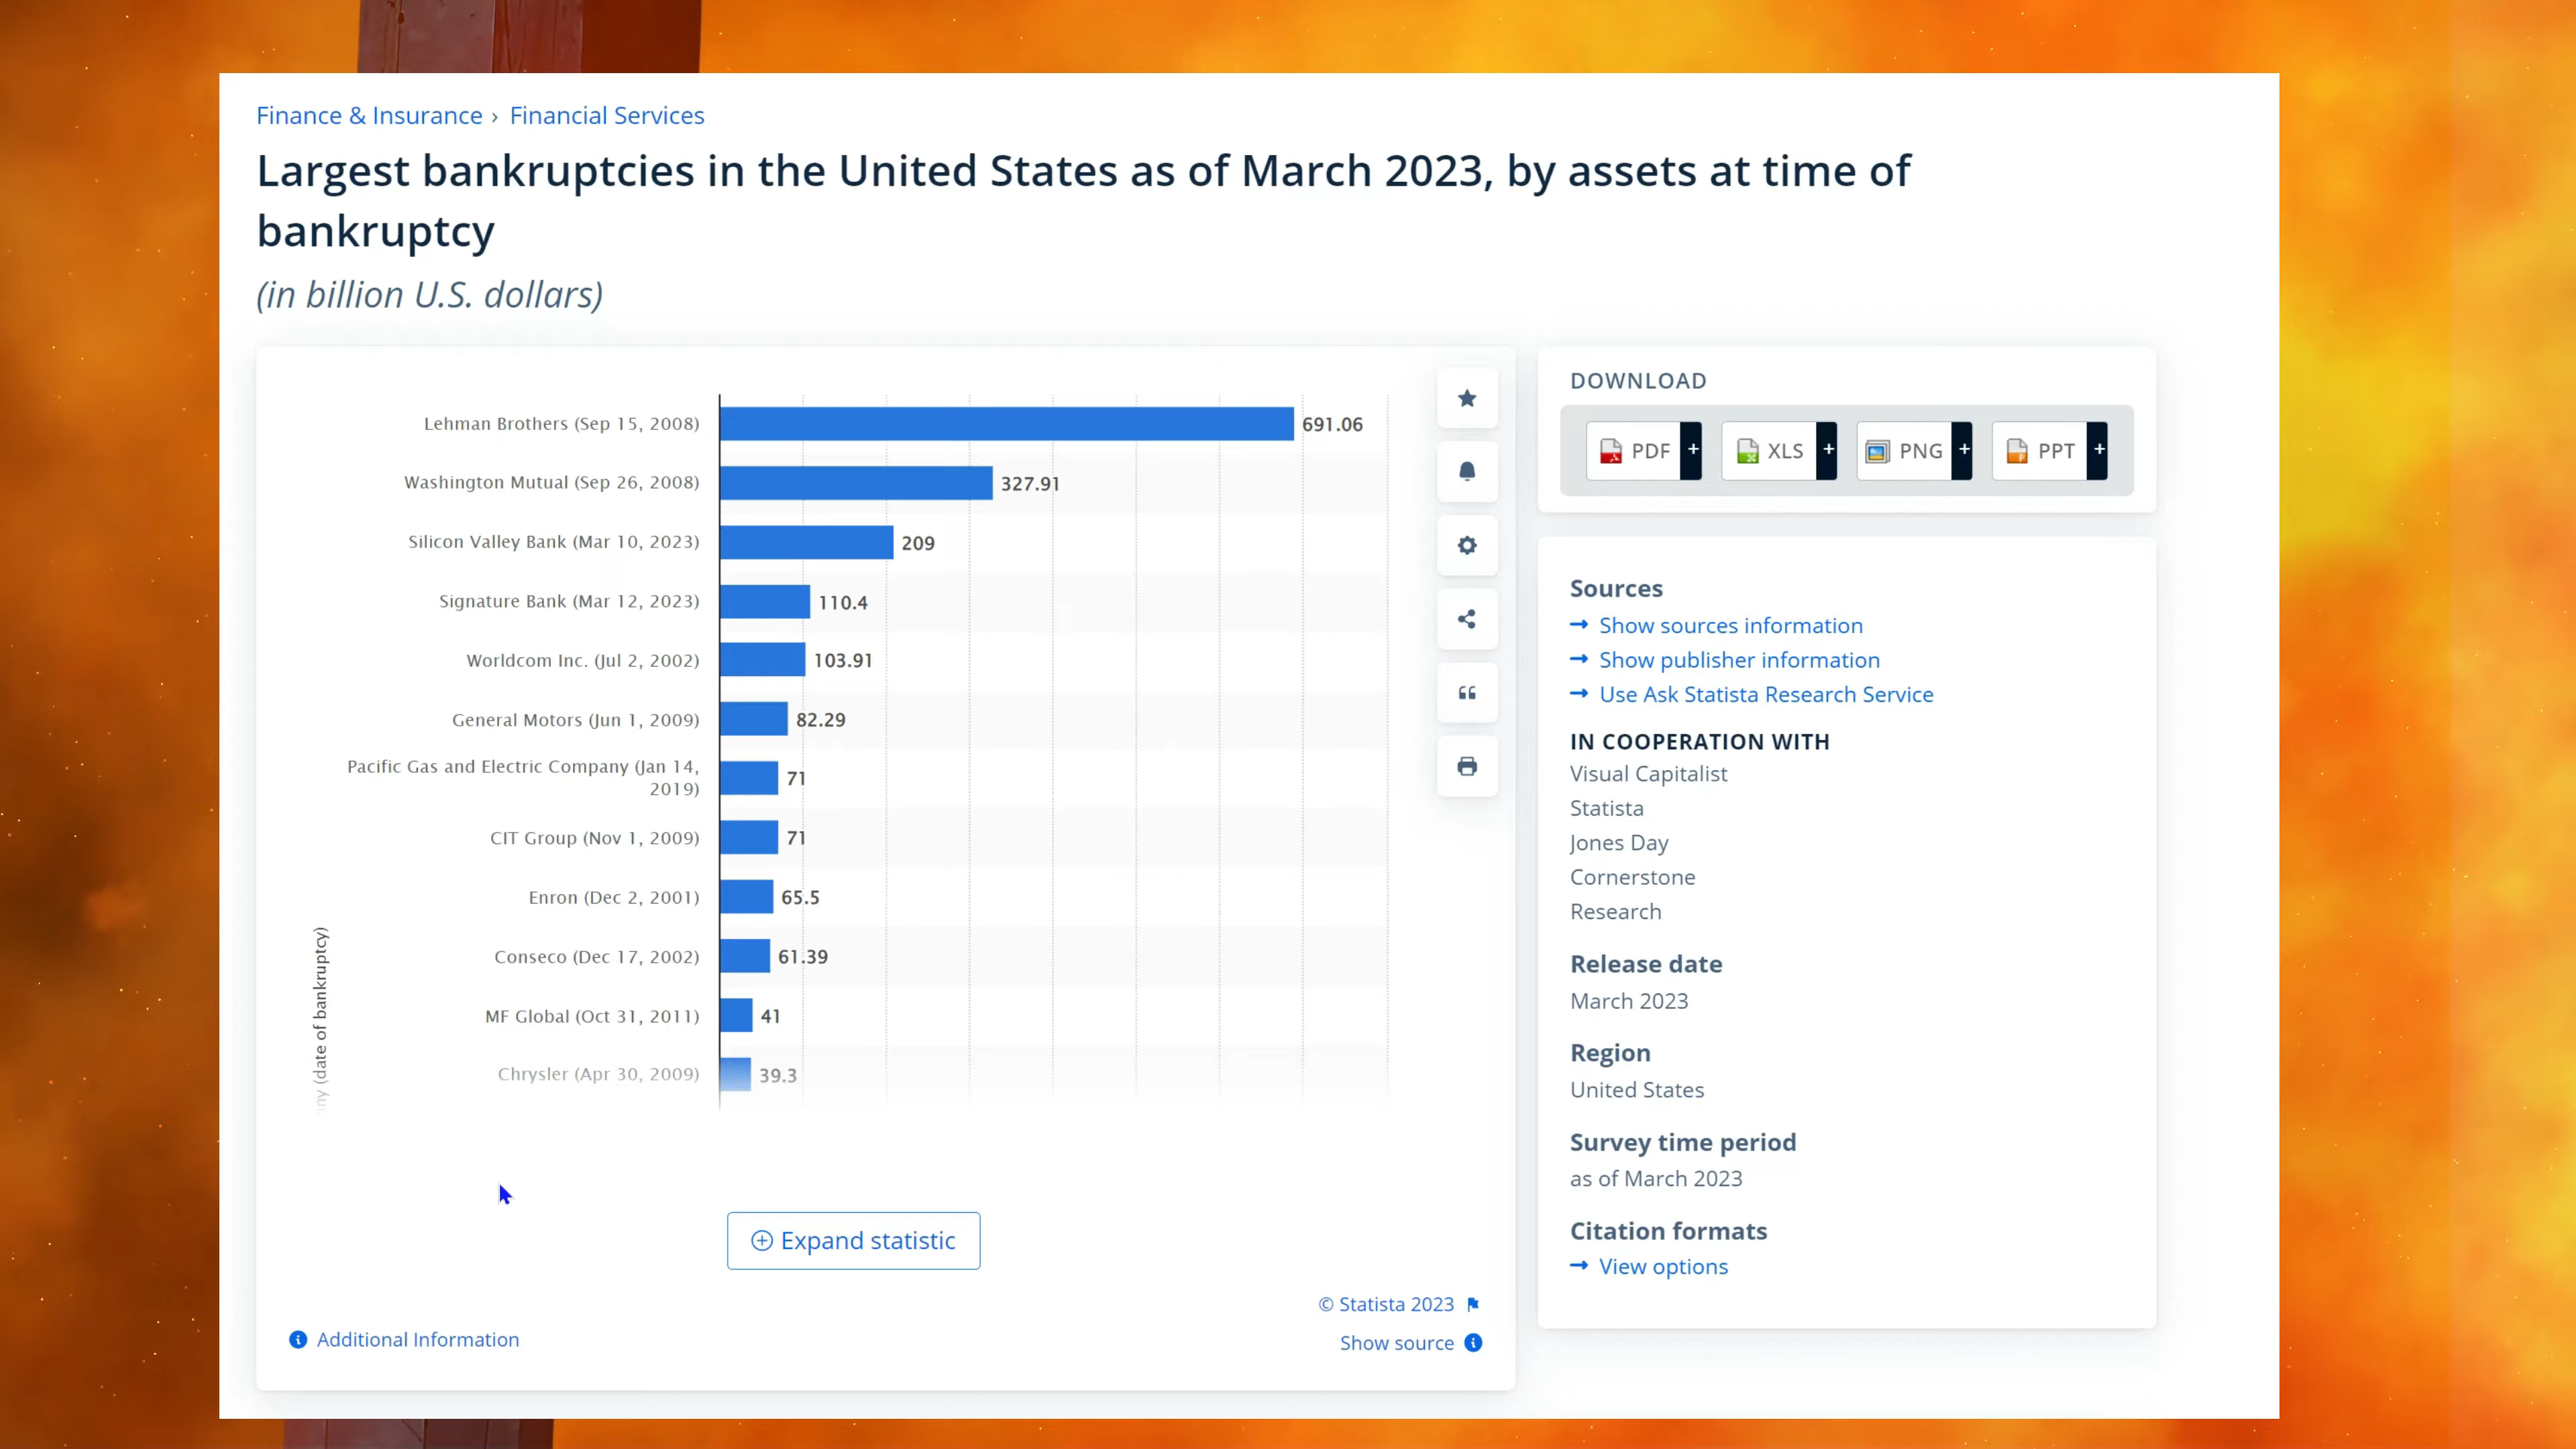 Finance & Insurance › Financial Services
Largest bankruptcies in the United States as of March 2023, by assets at time of
bankruptcy
(in billion U.S. dollars)
Lehman Brothers (Sep 15, 2008) 691.06
Washington Mutual (Sep 26, 2008) 327.91
Silicon Valley Bank (Mar 10, 2023) 209
Signature Bank (Mar 12, 2023) 110.4
Worldcom Inc. (Jul 2, 2002) 103.91
General Motors (Jun 1, 2009) 82.29
Pacific Gas and Electric Company (Jan 14,
2019) 71
CIT Group (Nov 1, 2009) 71
Enron (Dec 2, 2001) 65.5
Conseco (Dec 17, 2002) 61.39
MF Global (Oct 31, 2011) 41
Chrysler (Apr 30, 2009) 39.3
(date of bankruptcy)
Expand statistic
© Statista 2023
Additional Information
Show source
DOWNLOAD
PDF + XLS + PNG + PPT +
Sources
Show sources information
Show publisher information
Use Ask Statista Research Service
IN COOPERATION WITH
Visual Capitalist
Statista
Jones Day
Cornerstone
Research
Release date
March 2023
Region
United States
Survey time period
as of March 2023
Citation formats
View options